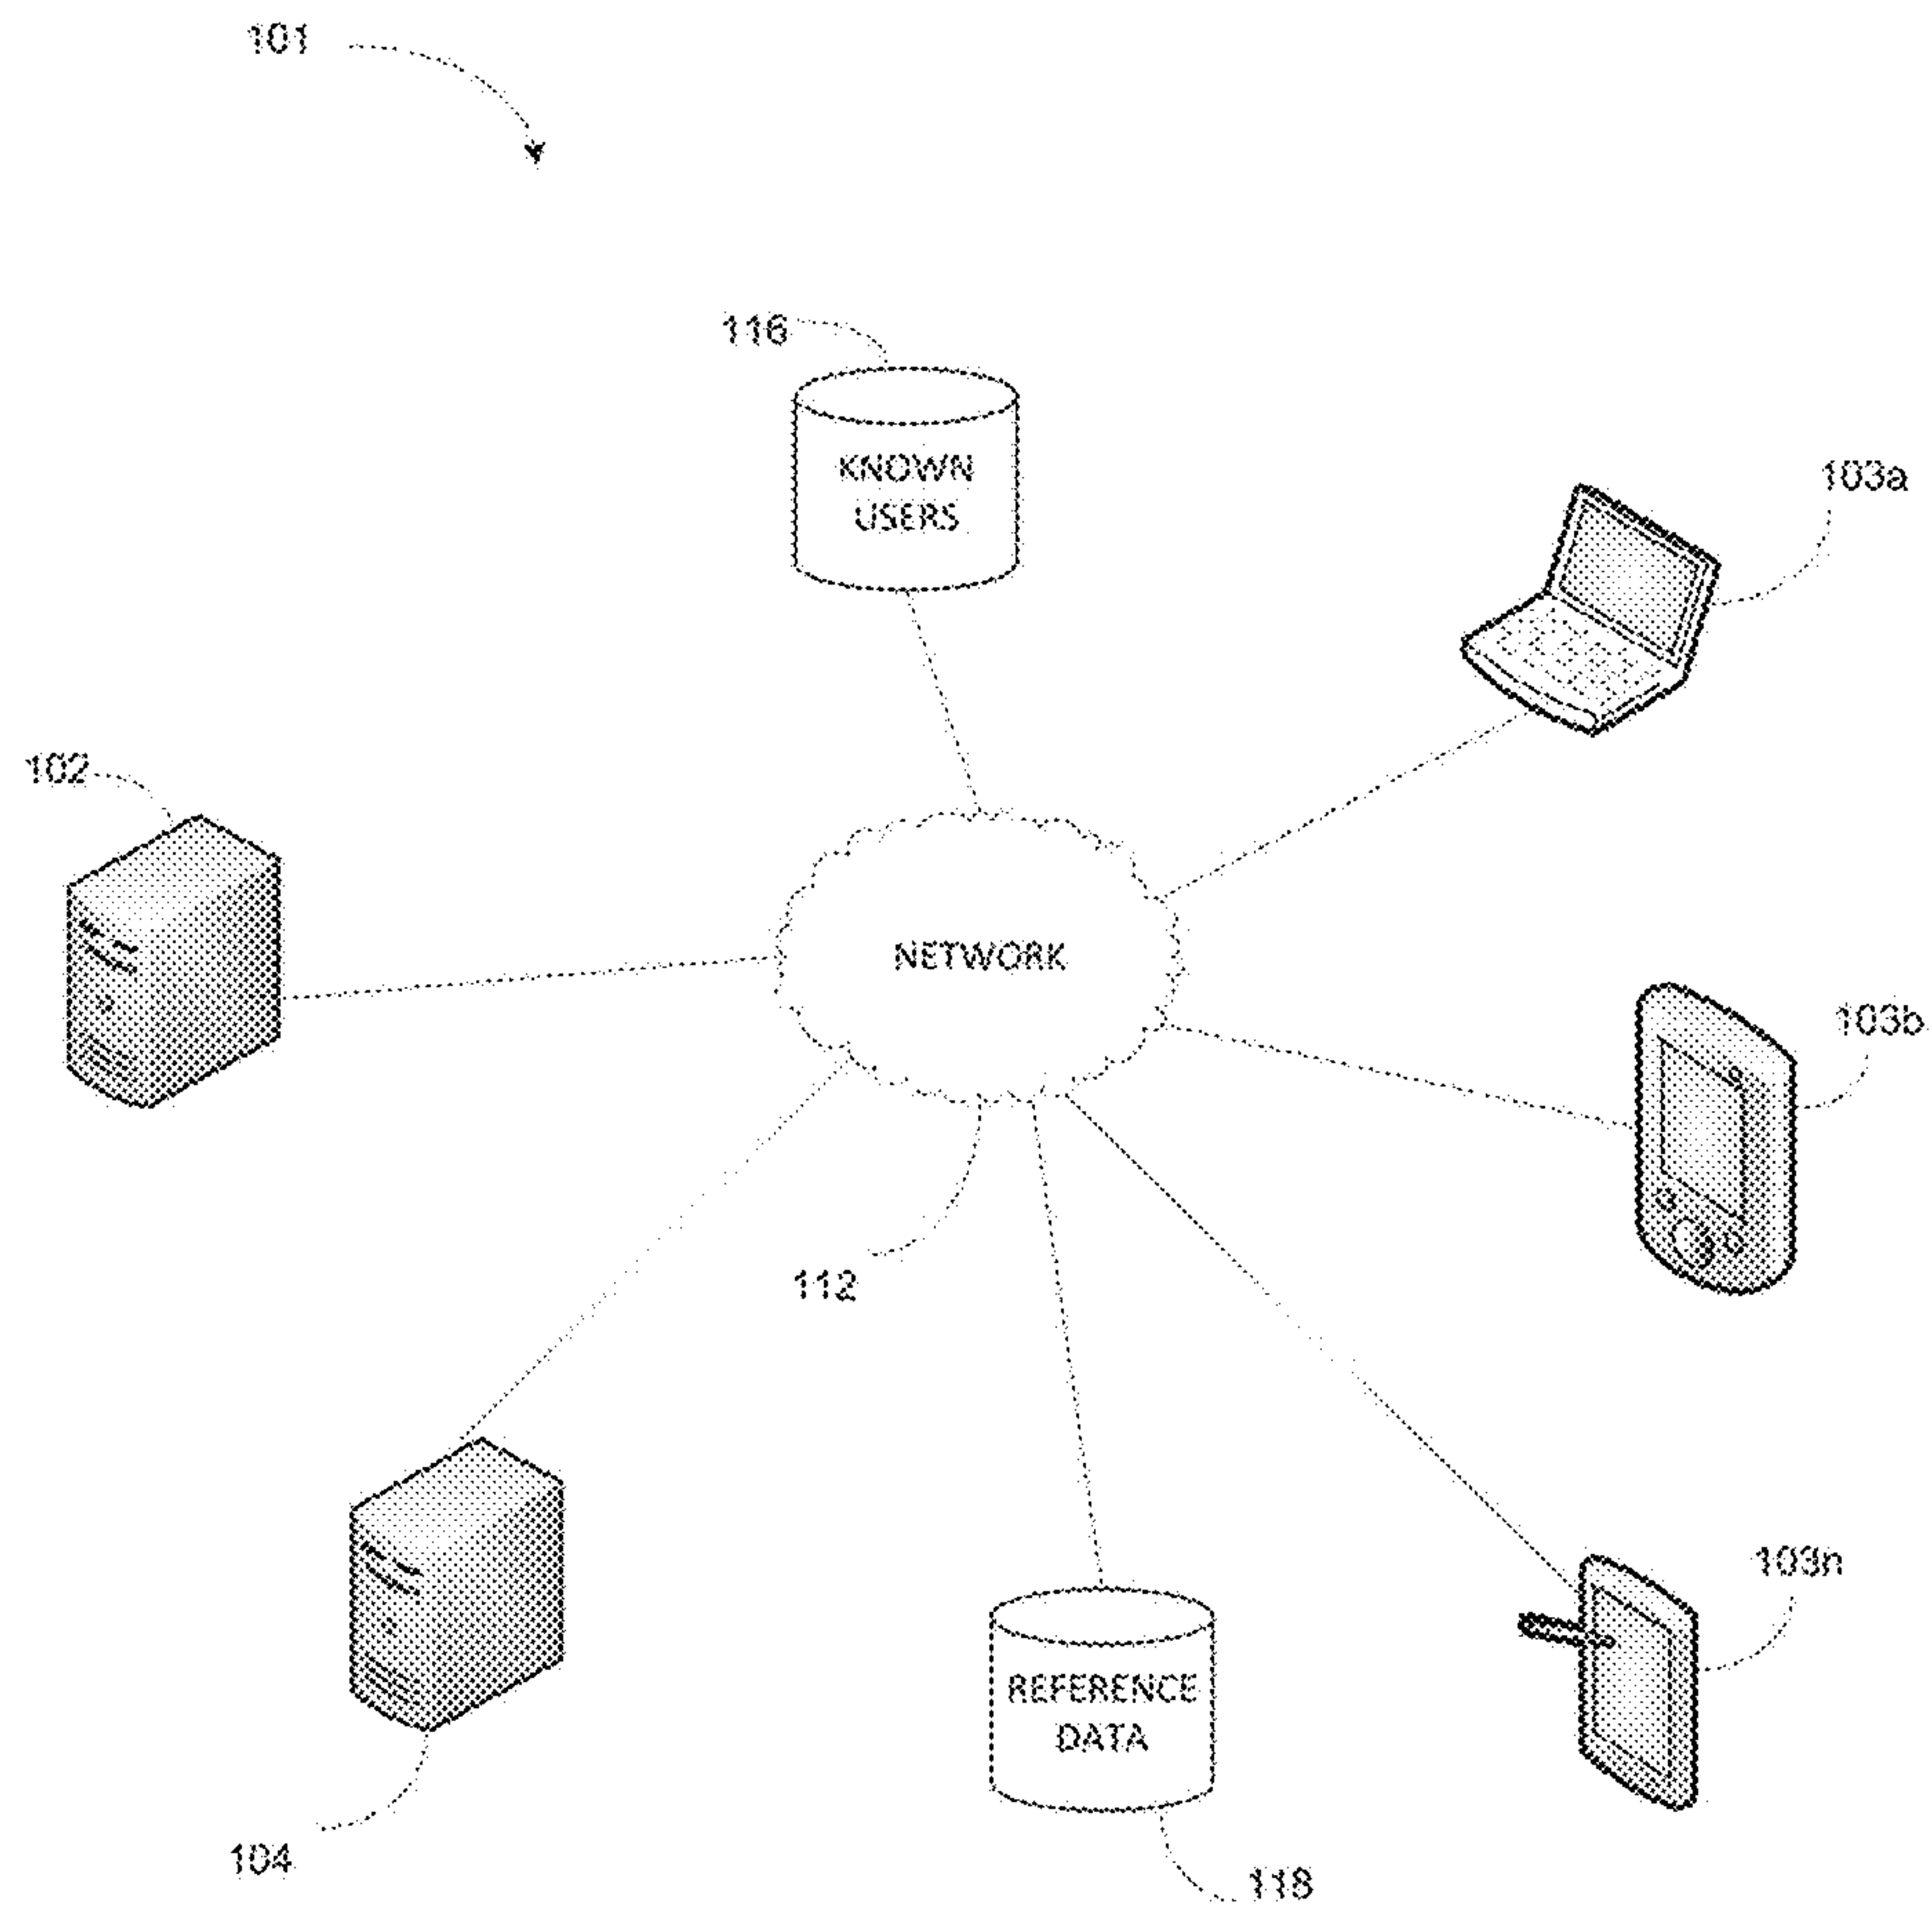 101
116
KNOWN
USERS
103a
102
NETWORK
103b
112
103n
REFERENCE
DATA
104
118